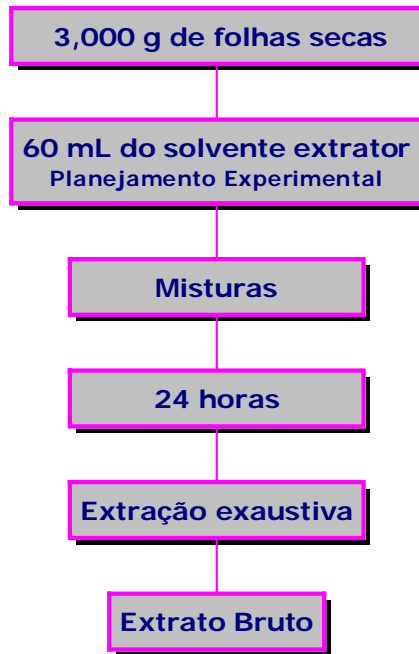 3,000 g de folhas secas
60 mL do solvente extrator
Planejamento Experimental
Misturas
24 horas
Extração exaustiva
Extrato Bruto